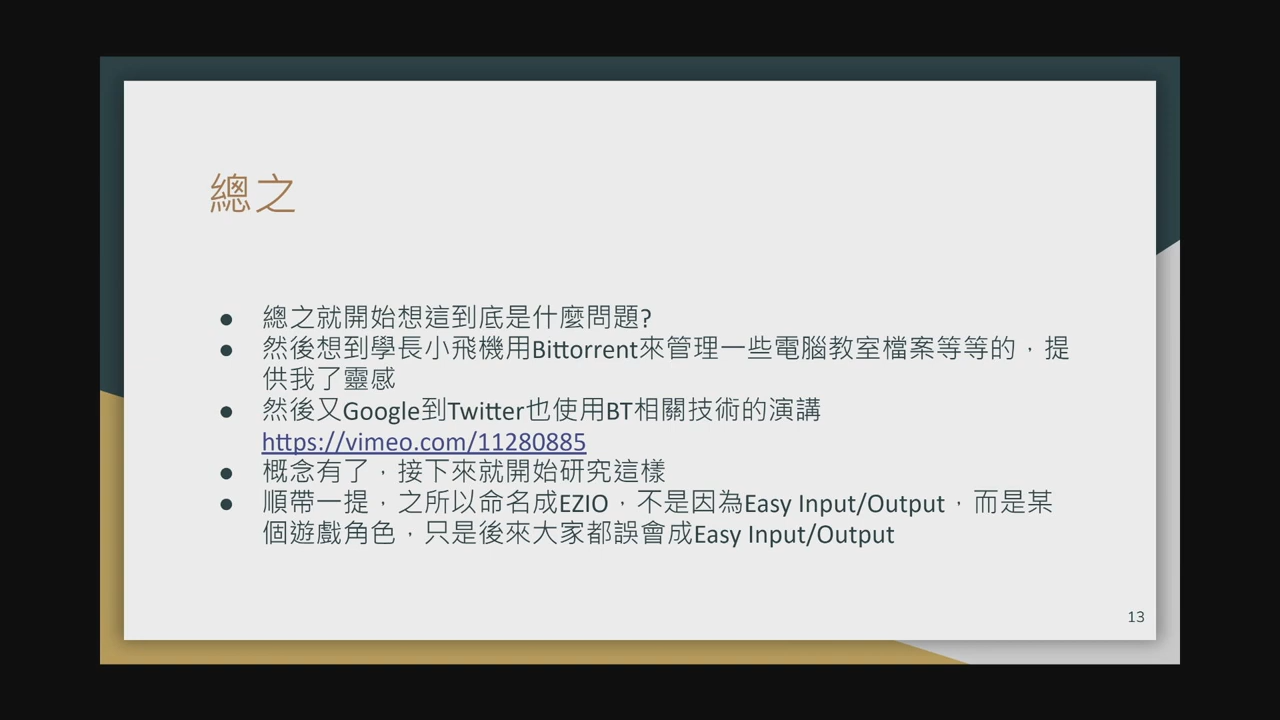 總之
● 總之就開始想這到底是什麼問題?
● 然後想到學長小飛機用Bittorrent來管理一些電腦教室檔案等等的，提
供我了靈感
● 然後又Google到Twitter也使用BT相關技術的演講
https://vimeo.com/11280885
● 概念有了，接下來就開始研究這樣
● 順帶一提，之所以命名成EZIO，不是因為Easy Input/Output，而是某
個遊戲角色，只是後來大家都誤會成Easy Input/Output
13